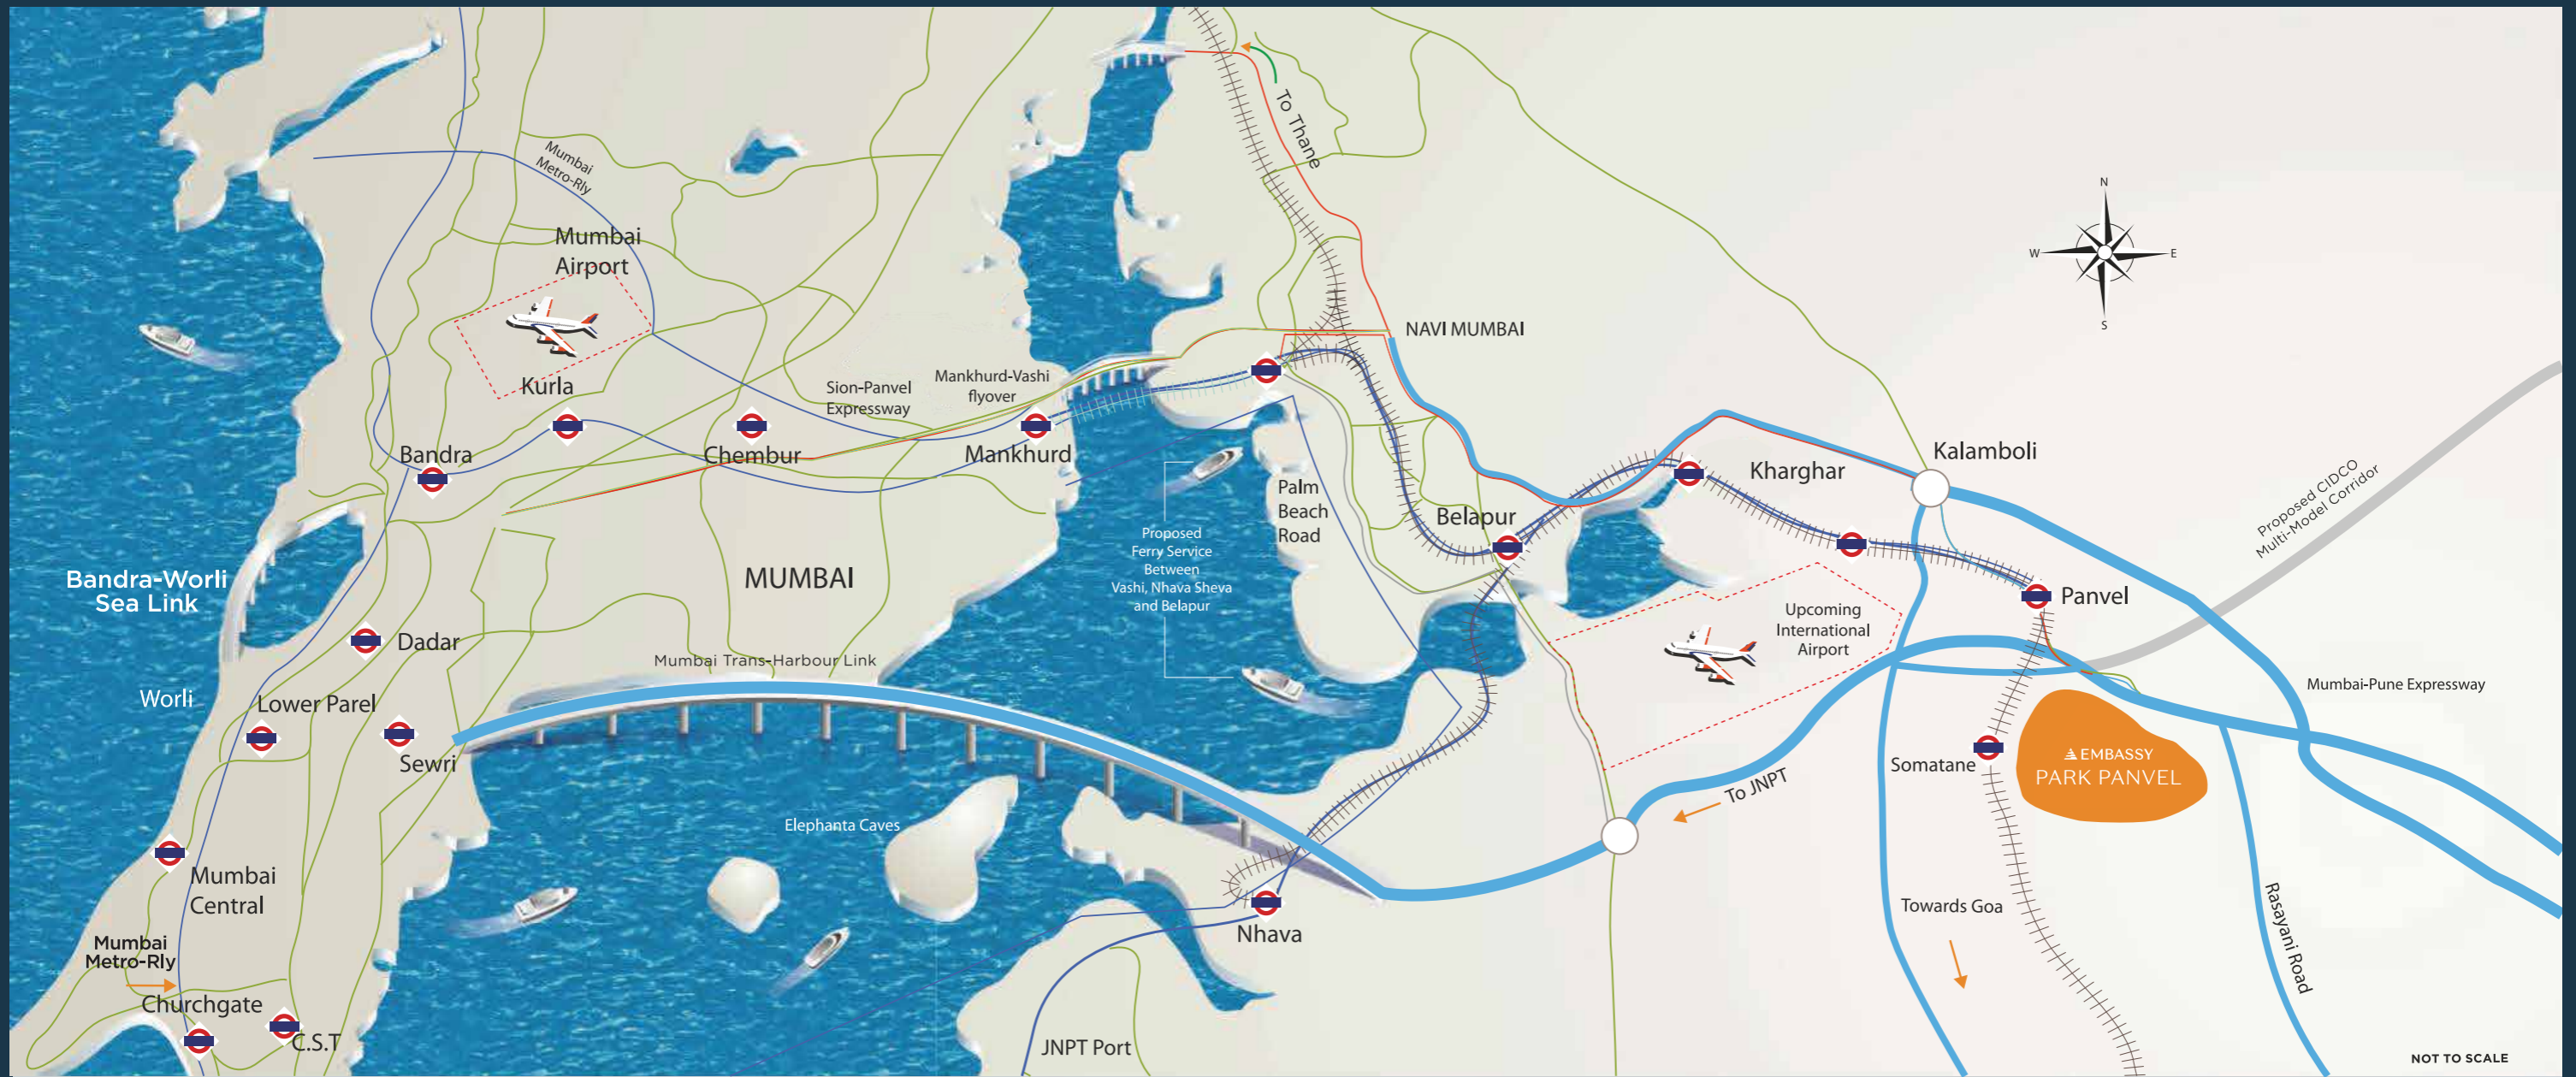 Mumbai
Metro-Rly
To Thane
N
W
E
S
Mumbai
Airport
NAVI MUMBAI
Kurla
Sion-Panvel
Expressway
Mankhurd-Vashi
flyover
Bandra
Chembur
Mankhurd
Kalamboli
Kharghar
Palm
Beach
Road
Belapur
Proposed CIDCO
Multi-Model Corridor
Proposed
Ferry Service
Between
Vashi, Nhava Sheva
and Belapur
Bandra-Worli
Sea Link
MUMBAI
Panvel
Upcoming
International
Airport
Dadar
Mumbai Trans-Harbour Link
Worli
Lower Parel
Sewri
Mumbai-Pune Expressway
EMBASSY
PARK PANVEL
Somatane
To JNPT
Elephanta Caves
Mumbai
Central
Towards Goa
Rasayani Road
Nhava
Mumbai
Metro-Rly
Churchgate
C.S.T
JNPT Port
NOT TO SCALE